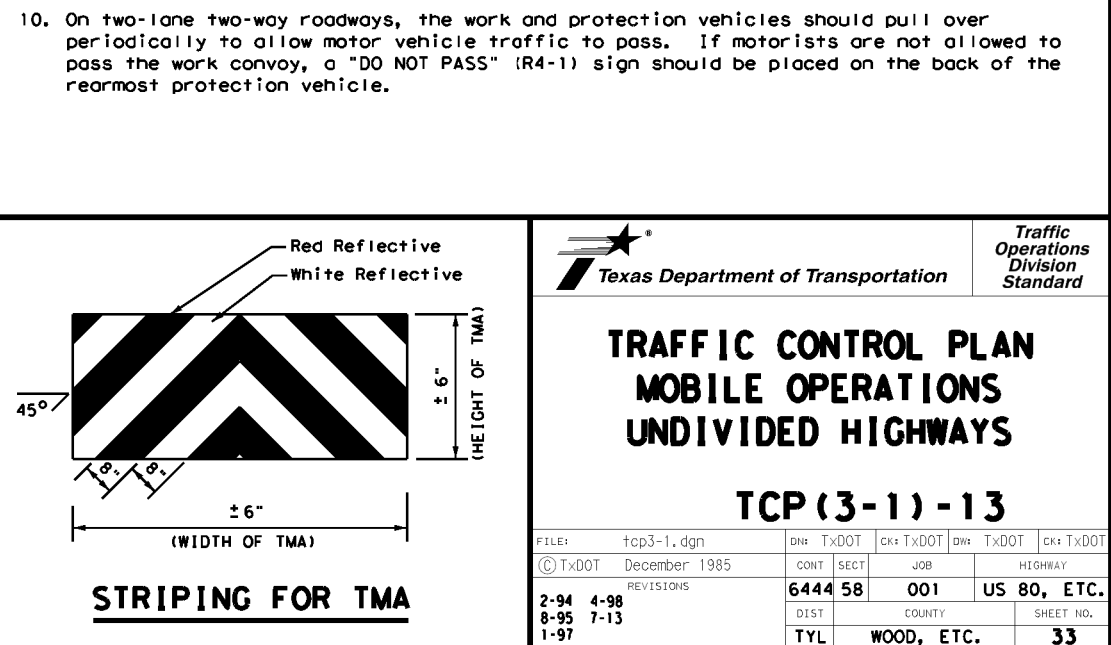 10. On two-lane two-way roadways, the work and protection vehicles should pull over
periodically to allow motor vehicle traffic to pass. If motorists are not allowed to
pass the work convoy, a "DO NOT PASS" (R4-1) sign should be placed on the back of the
rearmost protection vehicle.
Red Reflective
White Reflective
45°
8"
8"
± 6"
(HEIGHT OF TMA)
± 6"
(WIDTH OF TMA)
STRIPING FOR TMA
®
Texas Department of Transportation
Traffic
Operations
Division
Standard
TRAFFIC CONTROL PLAN
MOBILE OPERATIONS
UNDIVIDED HIGHWAYS
TCP(3-1)-13
FILE: tcp3-1.dgn DN: TxDOT CK: TxDOT DW: TxDOT CK: TxDOT
© TxDOT December 1985 CONT SECT JOB HIGHWAY
REVISIONS 6444 58 001 US 80, ETC.
2-94 4-98
8-95 7-13 DIST COUNTY SHEET NO.
1-97 TYL WOOD, ETC. 33